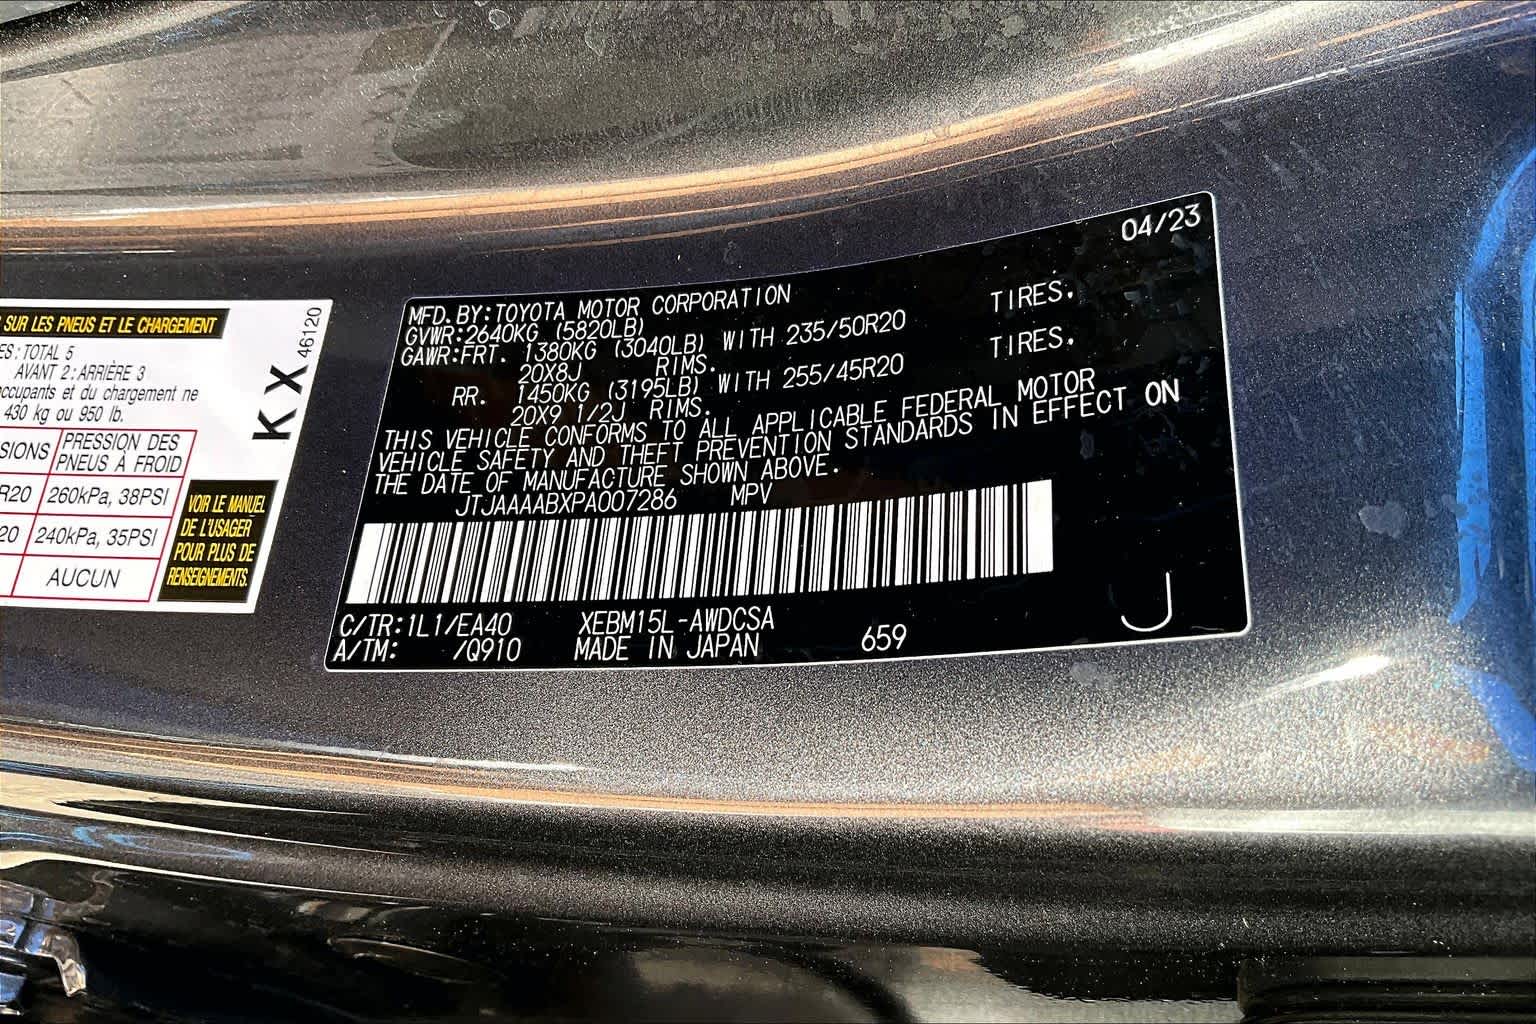 SUR LES PNEUS ET LE CHARGEMENT
TOTAL 5
AVANT 2: ARRIÈRE 3
occupants et du chargement ne
430 kg ou 950 lb.
PRESSION DES
PNEUS À FROID
R20 260kPa, 38PSI
20 240kPa, 35PSI
AUCUN
VOIR LE MANUEL
DE L'USAGER
POUR PLUS DE
RENSEIGNEMENTS.
KX 46120
04/23
MFD. BY: TOYOTA MOTOR CORPORATION
GVWR: 2640KG (5820LB)
GAWR: FRT. 1380KG (3040LB) WITH 235/50R20 TIRES.
20X8J RIMS.
RR. 1450KG (3195LB) WITH 255/45R20 TIRES.
20X9 1/2J RIMS.
THIS VEHICLE CONFORMS TO ALL APPLICABLE FEDERAL MOTOR
VEHICLE SAFETY AND THEFT PREVENTION STANDARDS IN EFFECT ON
THE DATE OF MANUFACTURE SHOWN ABOVE.
JTJAAAABXPA007286 MPV
C/TR: 1L1/EA40 XEBM15L-AWDCSA
A/TM: /Q910 MADE IN JAPAN 659
J